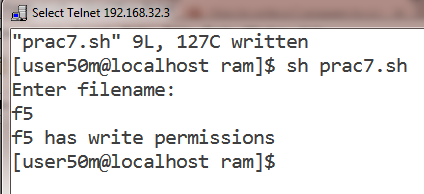 Select Telnet 192.168.32.3
"prac7.sh" 9L, 127C written
[user50m@localhost ram]$ sh prac7.sh
Enter filename:
f5
f5 has write permissions
[user50m@localhost ram]$